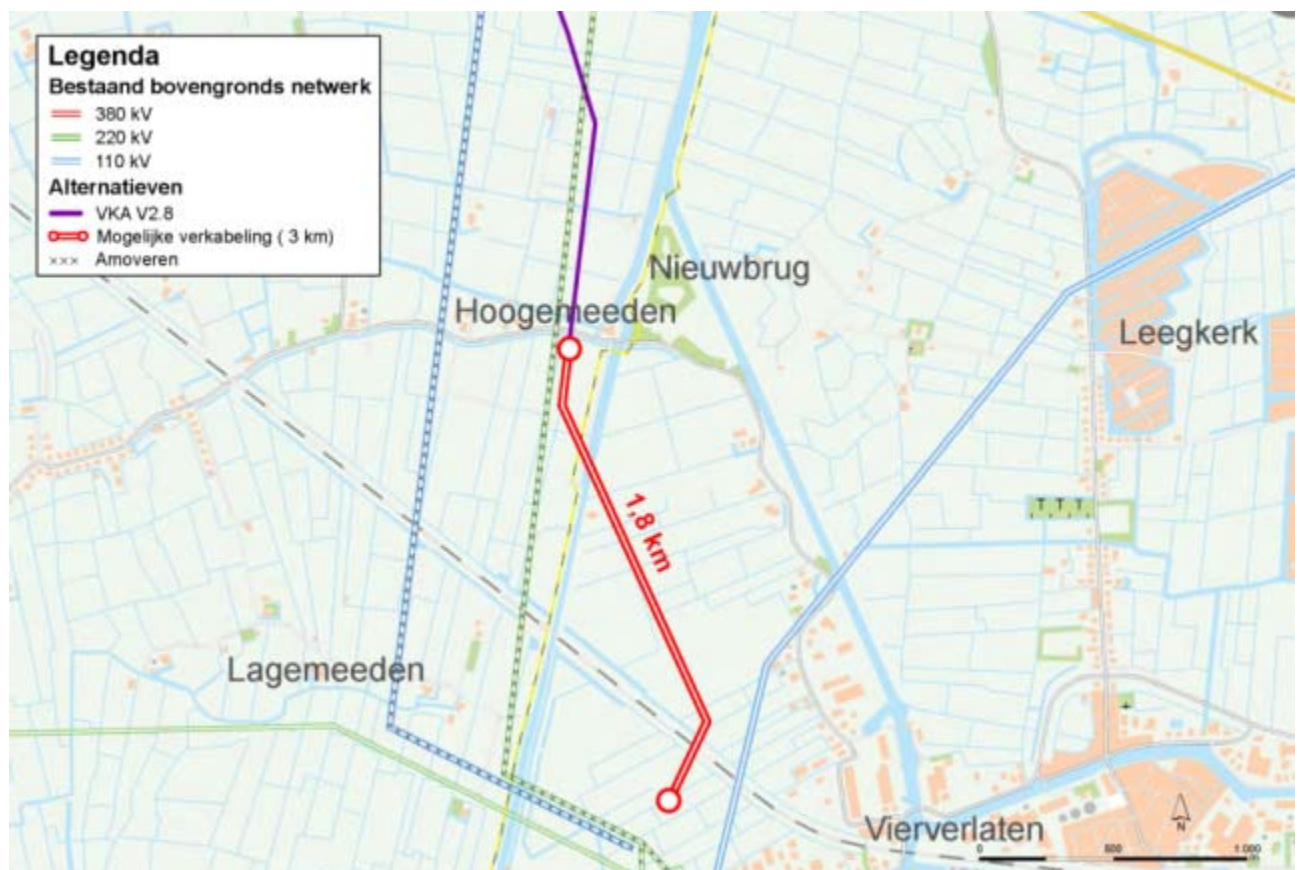 Legenda
Bestaand bovengronds netwerk
380 kV
220 kV
110 kV
Alternatieven
VKA V2.8
Mogelijke verkabeling ( 3 km)
Amoveren
Nieuwbrug
Hoogemeeden
Leegkerk
1,8 km
Lagemeeden
Vierverlaten
N
0 500 1.000